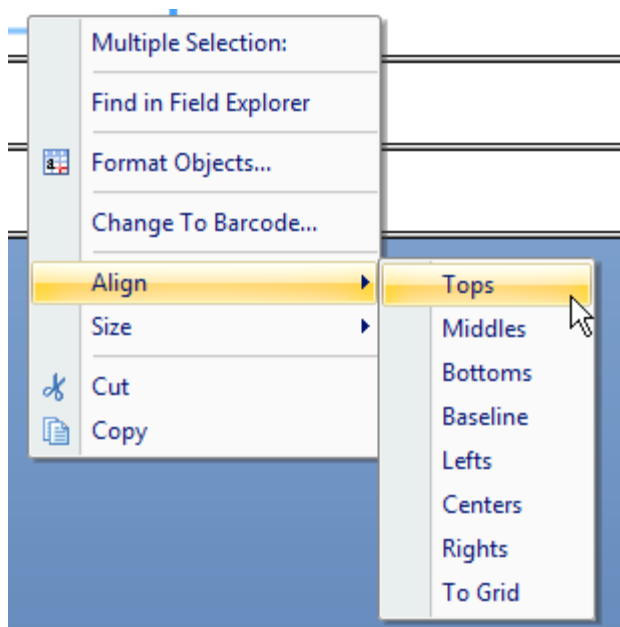 Multiple Selection:
Find in Field Explorer
Format Objects...
Change To Barcode...
Align
Size
Cut
Copy
Tops
Middles
Bottoms
Baseline
Lefts
Centers
Rights
To Grid